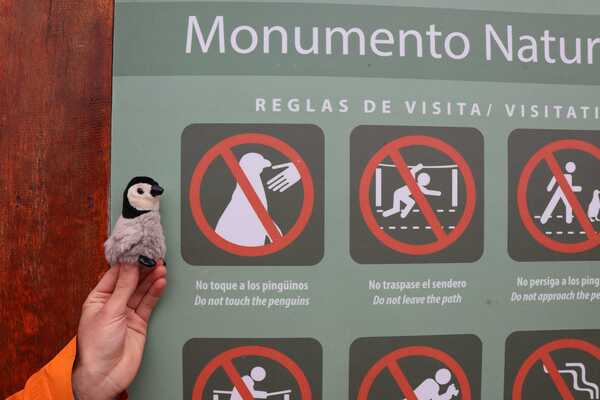 Monumento Natur
REGLAS DE VISITA/ VISITATI
No toque a los pingüinos
Do not touch the penguins
No traspase el sendero
Do not leave the path
No persiga a los ping
Do not approach the pe